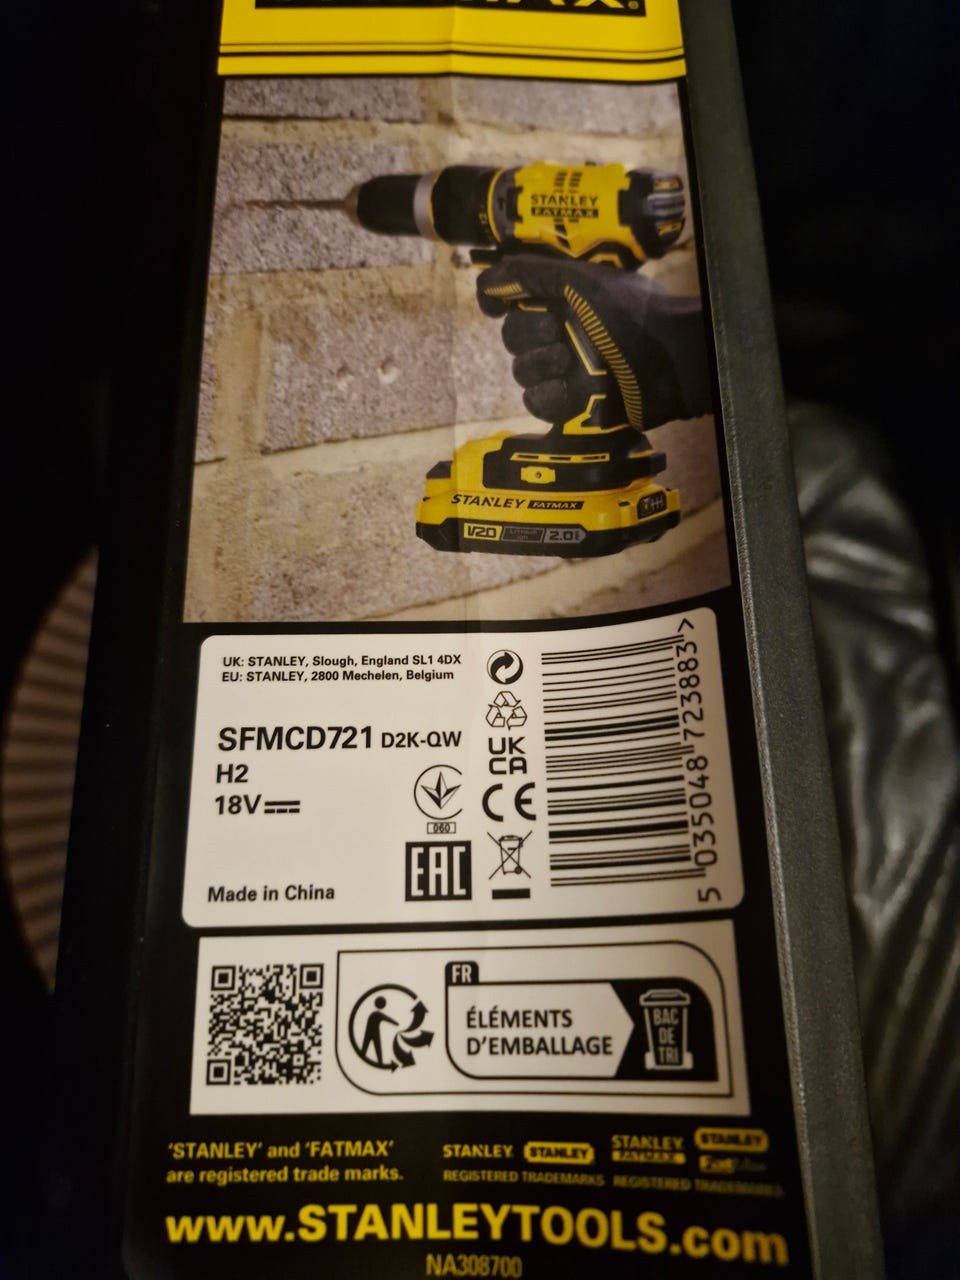 STANLEY
FATMAX
STANLEY FATMAX
V20 LITHIUM ION 2.0
UK: STANLEY, Slough, England SL1 4DX
EU: STANLEY, 2800 Mechelen, Belgium
SFMCD721 D2K-QW
H2
18V
060
UK
CA
CE
EAC
Made in China
5 035048 723883 >
FR
ÉLÉMENTS
D'EMBALLAGE
BAC
DE
TRI
'STANLEY' and 'FATMAX'
are registered trade marks.
STANLEY STANLEY
REGISTERED TRADEMARKS
STANLEY STANLEY
FATMAX
REGISTERED TRADEMARKS
www.STANLEYTOOLS.com
NA308700